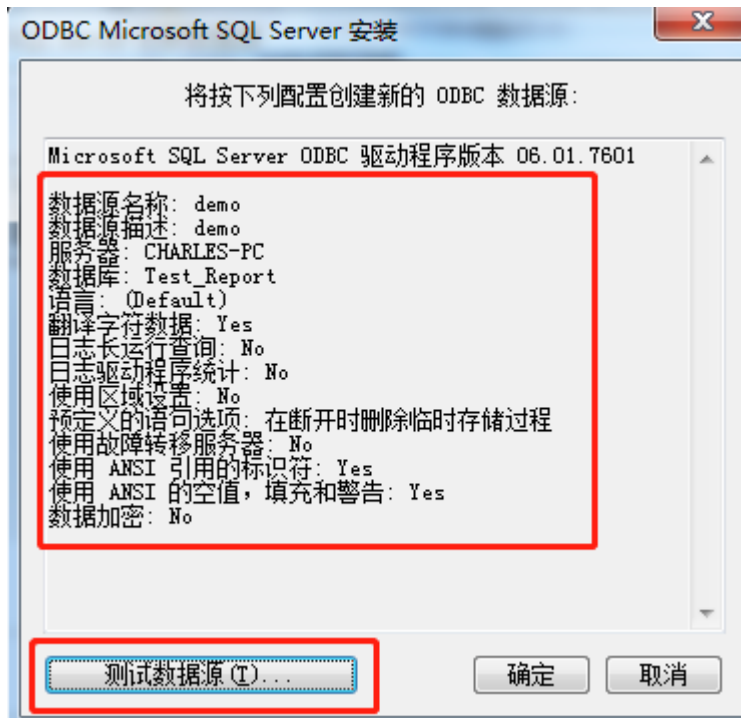 ODBC Microsoft SQL Server 安装
将按下列配置创建新的 ODBC 数据源:
Microsoft SQL Server ODBC 驱动程序版本 06.01.7601
数据源名称: demo
数据源描述: demo
服务器: CHARLES-PC
数据库: Test_Report
语言: (Default)
翻译字符数据: Yes
日志长运行查询: No
日志驱动程序统计: No
使用区域设置: No
预定义的语句选项: 在断开时删除临时存储过程
使用故障转移服务器: No
使用 ANSI 引用的标识符: Yes
使用 ANSI 的空值，填充和警告: Yes
数据加密: No
测试数据源(T)... 确定 取消